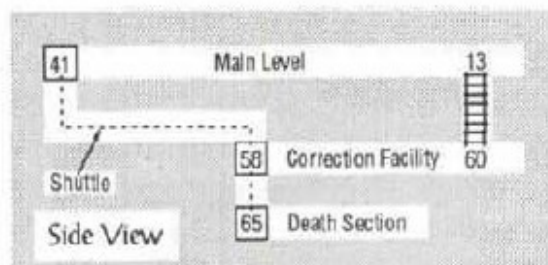 41 Main Level 13
58 Correction Facility 60
Shuttle
65 Death Section
Side View